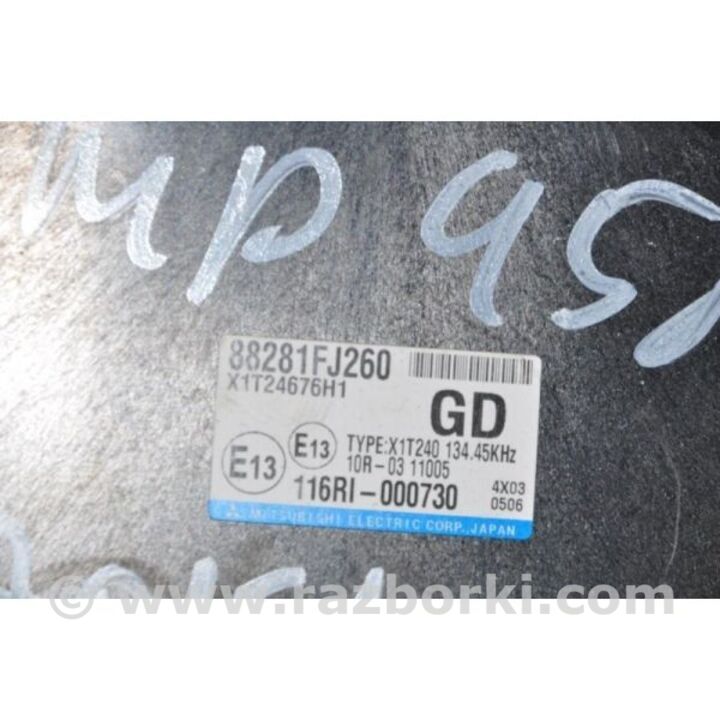 мр 95
88281FJ260
X1T24676H1
GD
E13
E13
TYPE:X1T240 134.45KHz
10R-03 11005
116RI-000730
4X03
0506
MITSUBISHI ELECTRIC CORP., JAPAN
© www.razborki.com